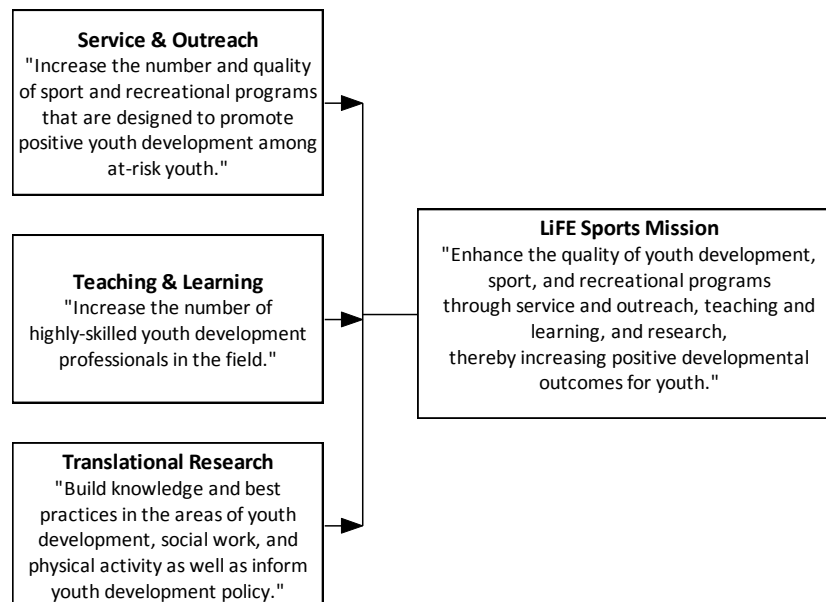 Service & Outreach
"Increase the number and quality
of sport and recreational programs
that are designed to promote
positive youth development among
at-risk youth."
Teaching & Learning
"Increase the number of
highly-skilled youth development
professionals in the field."
Translational Research
"Build knowledge and best
practices in the areas of youth
development, social work, and
physical activity as well as inform
youth development policy."
LiFE Sports Mission
"Enhance the quality of youth development,
sport, and recreational programs
through service and outreach, teaching and
learning, and research,
thereby increasing positive developmental
outcomes for youth."